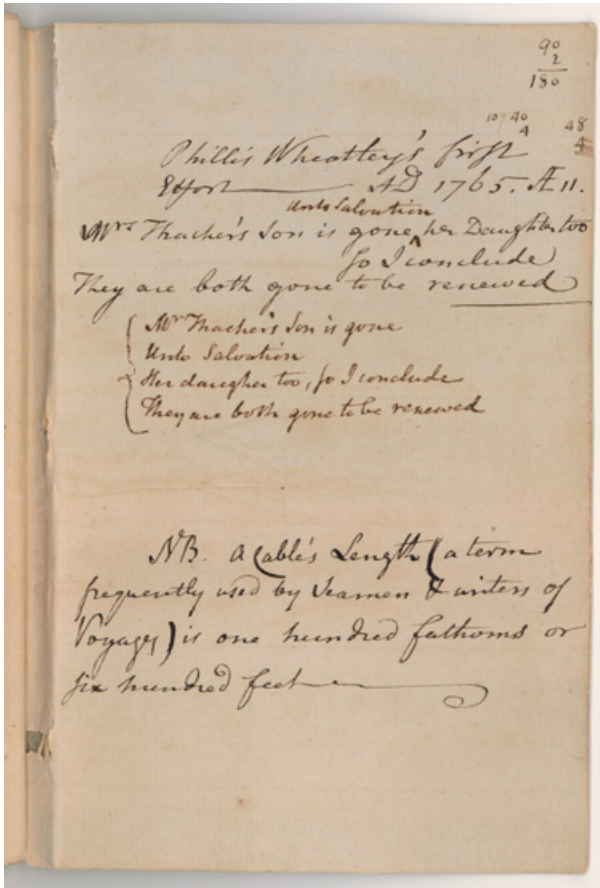 90
2
180
10/ 40
4
48
4
Phillis Wheatley's first
Effort — AD 1765. Æ 11.
Unto Salvation
Mrs Thacher's Son is gone her Daughter too
So I conclude
They are both gone to be renewed
Mrs Thacher's Son is gone
Unto Salvation
Her daugher too, so I conclude
They are both gone to be renewed
NB. A Cable's Length (a term
frequently used by Seamen & writers of
Voyages) is one hundred fathoms or
six hundred feet